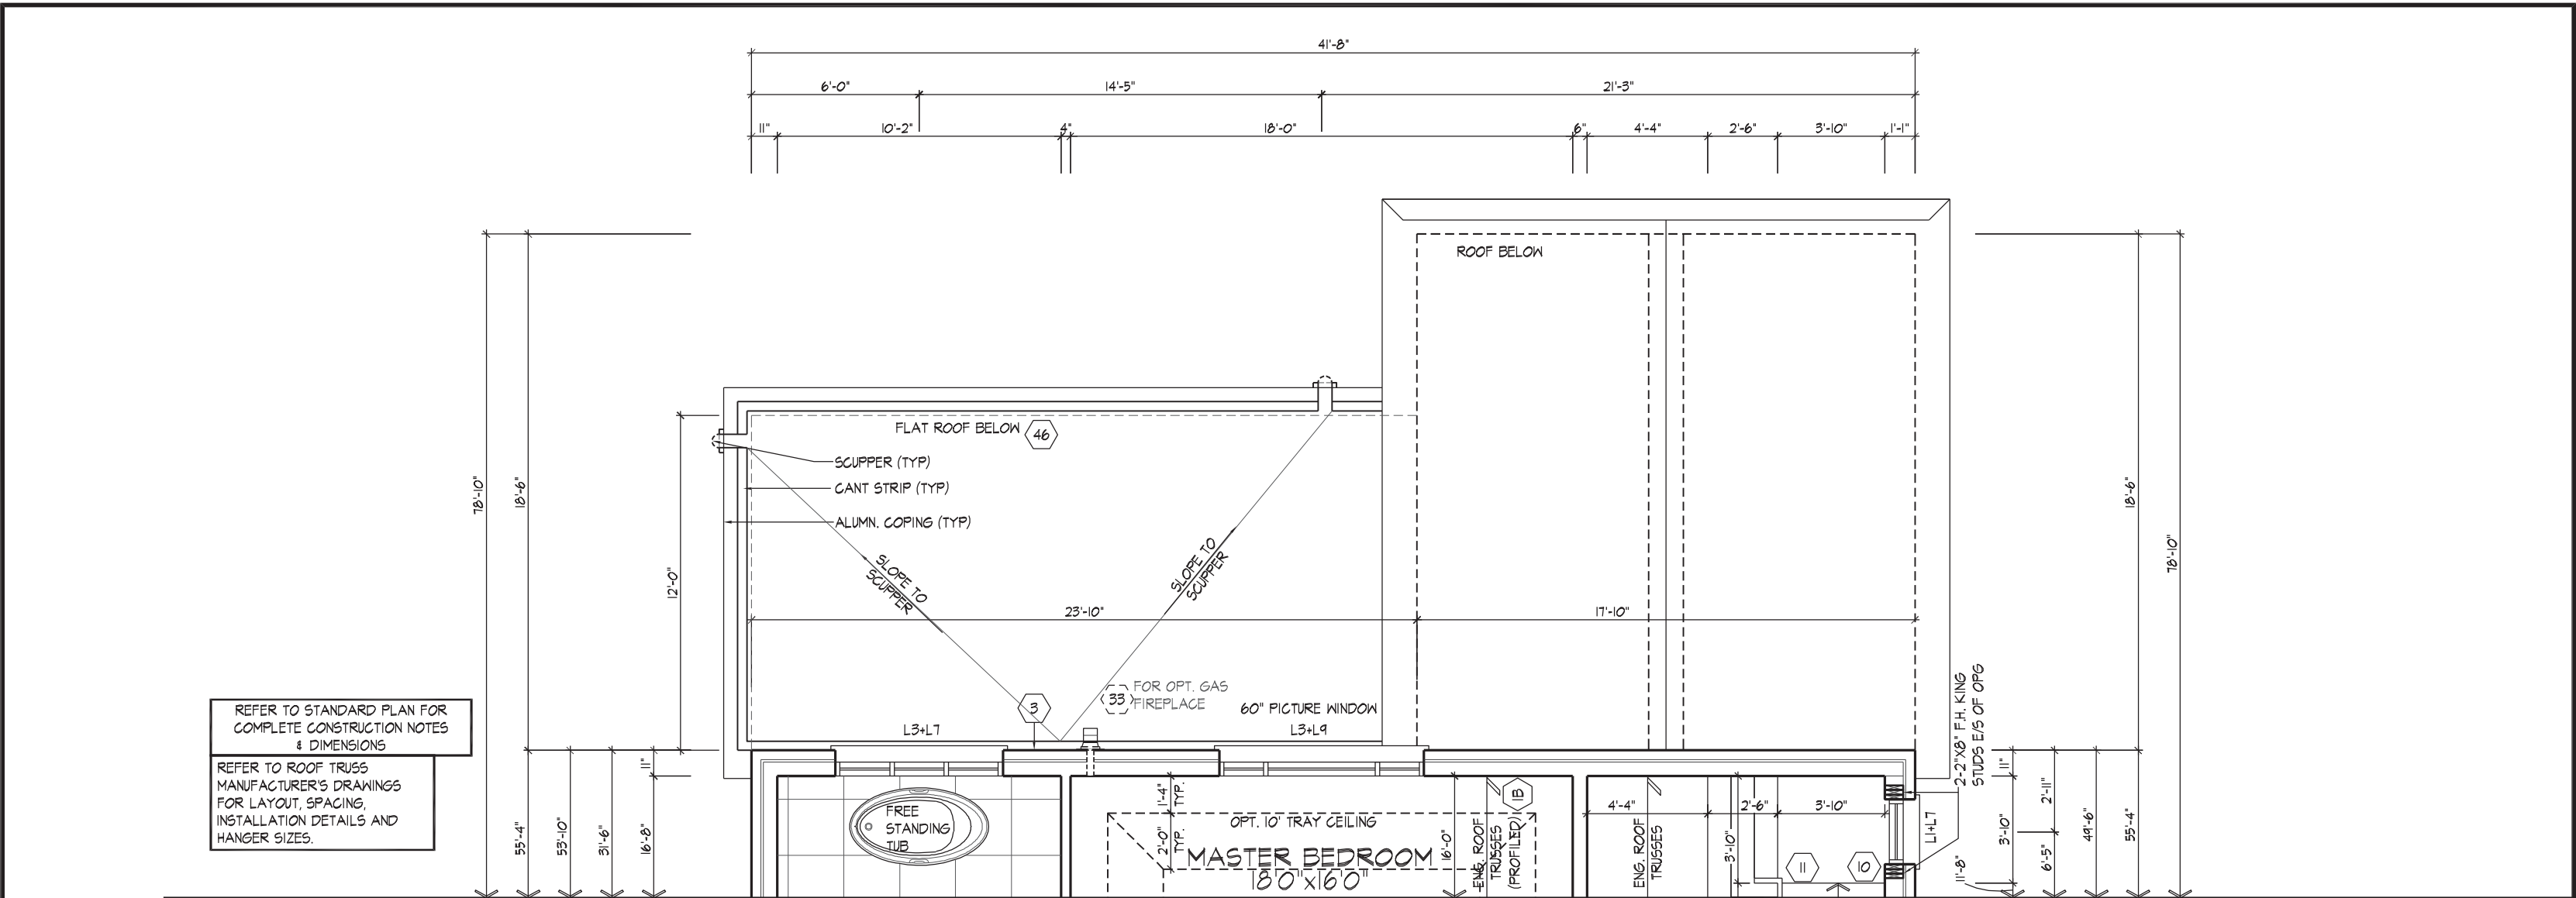 41'-8"
6'-0" 14'-5" 21'-3"
11" 10'-2" 4" 18'-0" 6" 4'-4" 2'-6" 3'-10" 1'-1"
ROOF BELOW
FLAT ROOF BELOW 46
SCUPPER (TYP)
CANT STRIP (TYP)
ALUMN. COPING (TYP)
78'-10"
18'-6"
12'-0"
SLOPE TO
SCUPPER
SLOPE TO
SCUPPER
18'-6"
78'-10"
23'-10" 17'-10"
33 FOR OPT. GAS
FIREPLACE
3
60" PICTURE WINDOW
L3+L7
L3+L9
2-2"X8" F.H. KING
STUDS E/S OF OPG
REFER TO STANDARD PLAN FOR
COMPLETE CONSTRUCTION NOTES
& DIMENSIONS
REFER TO ROOF TRUSS
MANUFACTURER'S DRAWINGS
FOR LAYOUT, SPACING,
INSTALLATION DETAILS AND
HANGER SIZES.
55'-4"
53'-10"
31'-6"
16'-8"
11"
FREE
STANDING
TUB
1'-4" TYP.
2'-0" TYP.
OPT. 10' TRAY CEILING
MASTER BEDROOM
18'0"x16'0"
16'-0"
ENG. ROOF
TRUSSES
(PROFILED)
1B
4'-4" 2'-6" 3'-10"
ENG. ROOF
TRUSSES
3'-10"
11
10
L1+L7
11'-8"
11"
3'-10"
2'-11"
6'-5"
49'-6"
55'-4"